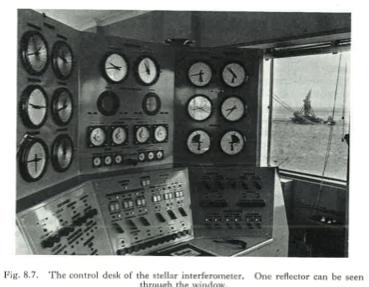 Fig. 8.7. The control desk of the stellar interferometer. One reflector can be seen
through the window.